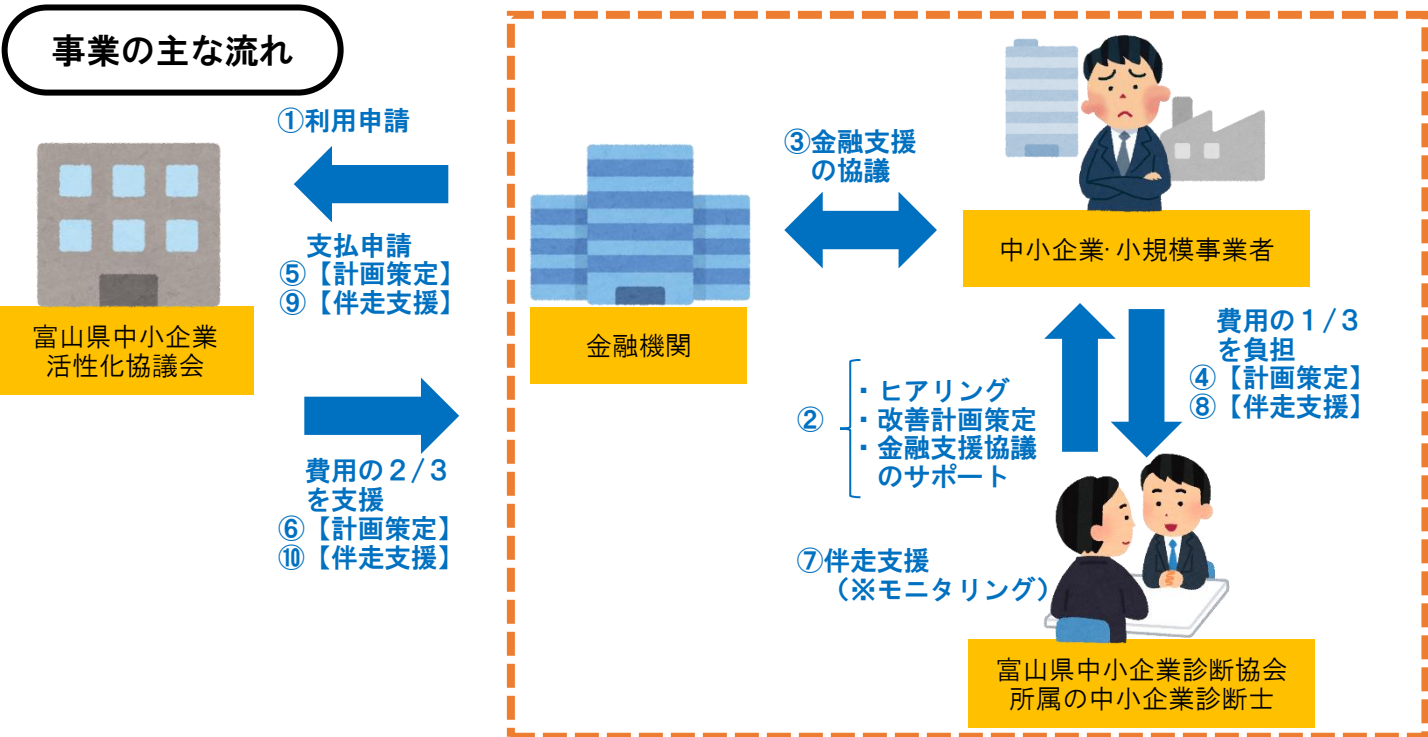 事業の主な流れ
①利用申請
支払申請
⑤【計画策定】
⑨【伴走支援】
富山県中小企業
活性化協議会
費用の2/3
を支援
⑥【計画策定】
⑩【伴走支援】
金融機関
③金融支援
の協議
中小企業・小規模事業者
②
・ヒアリング
・改善計画策定
・金融支援協議
のサポート
費用の1/3
を負担
④【計画策定】
⑧【伴走支援】
⑦伴走支援
(※モニタリング)
富山県中小企業診断協会
所属の中小企業診断士